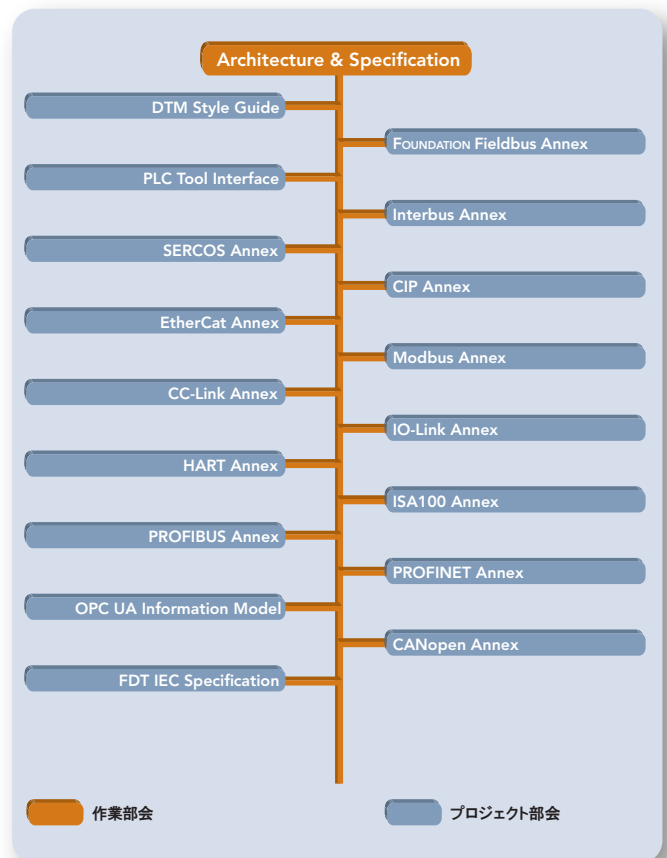 Architecture & Specification
DTM Style Guide
FOUNDATION Fieldbus Annex
PLC Tool Interface
Interbus Annex
SERCOS Annex
CIP Annex
EtherCat Annex
Modbus Annex
CC-Link Annex
IO-Link Annex
HART Annex
ISA100 Annex
PROFIBUS Annex
PROFINET Annex
OPC UA Information Model
CANopen Annex
FDT IEC Specification
作業部会
プロジェクト部会